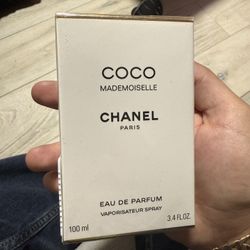 COCO
MADEMOISELLE
CHANEL
PARIS
EAU DE PARFUM
VAPORISATEUR SPRAY
100 ml 3.4 FL.OZ.